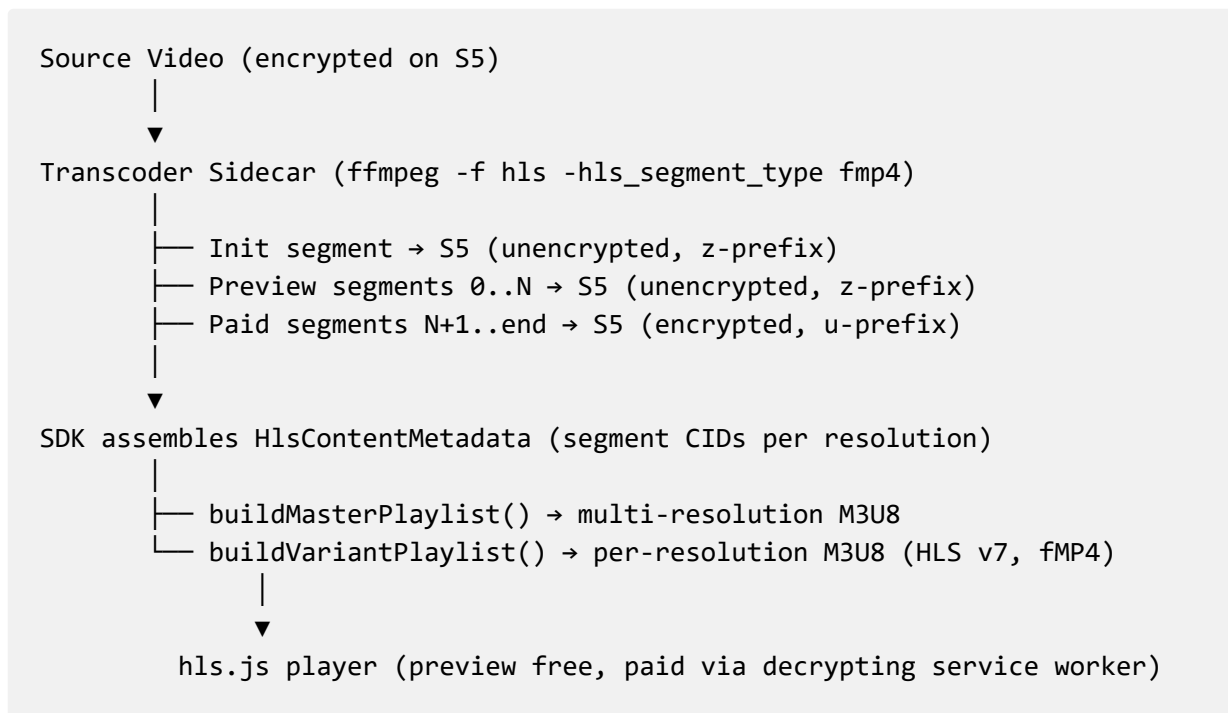 Source Video (encrypted on S5)
│
▼
Transcoder Sidecar (ffmpeg -f hls -hls_segment_type fmp4)
│
├── Init segment → S5 (unencrypted, z-prefix)
├── Preview segments 0..N → S5 (unencrypted, z-prefix)
├── Paid segments N+1..end → S5 (encrypted, u-prefix)
│
▼
SDK assembles HlsContentMetadata (segment CIDs per resolution)
│
├── buildMasterPlaylist() → multi-resolution M3U8
└── buildVariantPlaylist() → per-resolution M3U8 (HLS v7, fMP4)
│
▼
hls.js player (preview free, paid via decrypting service worker)